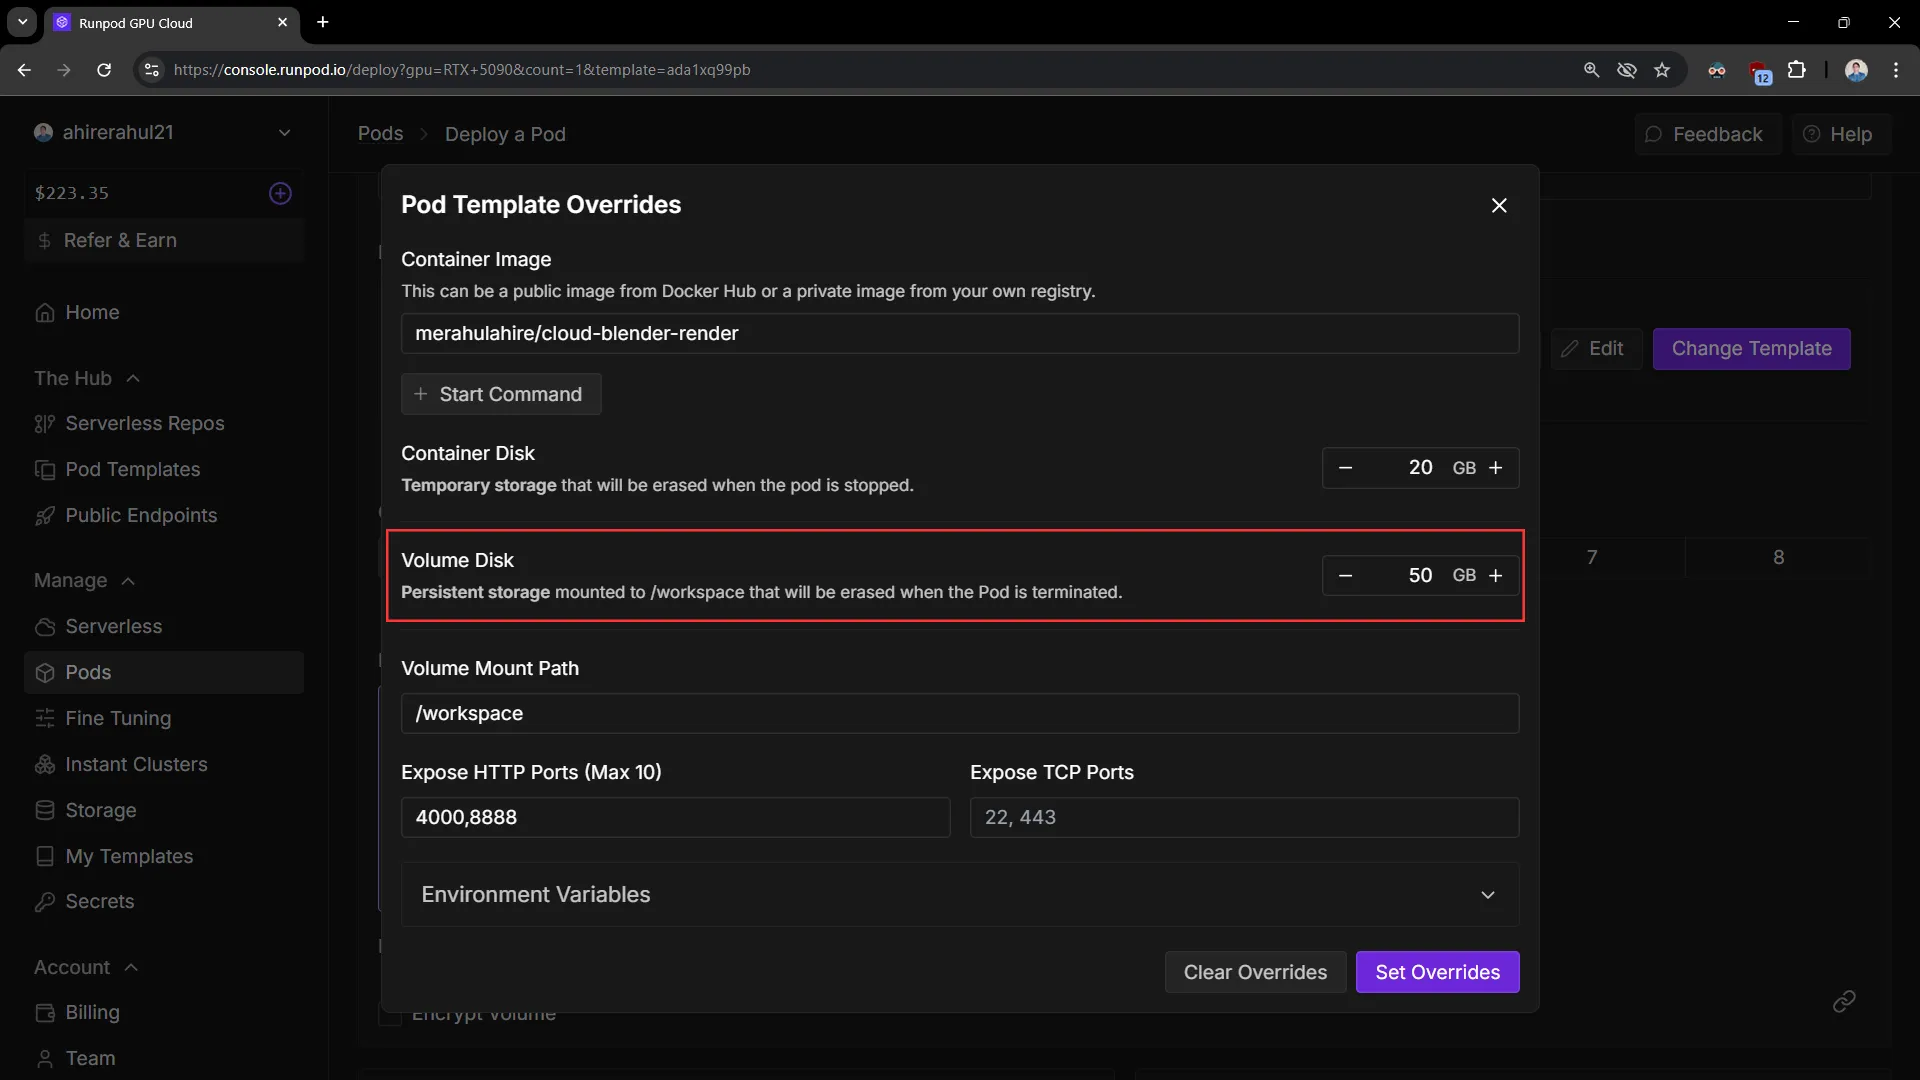 Runpod GPU Cloud
https://console.runpod.io/deploy?gpu=RTX+5090&count=1&template=ada1xq99pb
12
ahirerahul21
Pods
Deploy a Pod
Feedback
Help
$223.35
Refer & Earn
Home
The Hub
Serverless Repos
Pod Templates
Public Endpoints
Manage
Serverless
Pods
Fine Tuning
Instant Clusters
Storage
My Templates
Secrets
Account
Billing
Team
Pod Template Overrides
Container Image
This can be a public image from Docker Hub or a private image from your own registry.
merahulahire/cloud-blender-render
+ Start Command
Container Disk
Temporary storage that will be erased when the pod is stopped.
− 20 GB +
Volume Disk
Persistent storage mounted to /workspace that will be erased when the Pod is terminated.
− 50 GB +
Volume Mount Path
/workspace
Expose HTTP Ports (Max 10)
4000,8888
Expose TCP Ports
22, 443
Environment Variables
Clear Overrides
Set Overrides
Edit
Change Template
7
8
Encrypt Volume